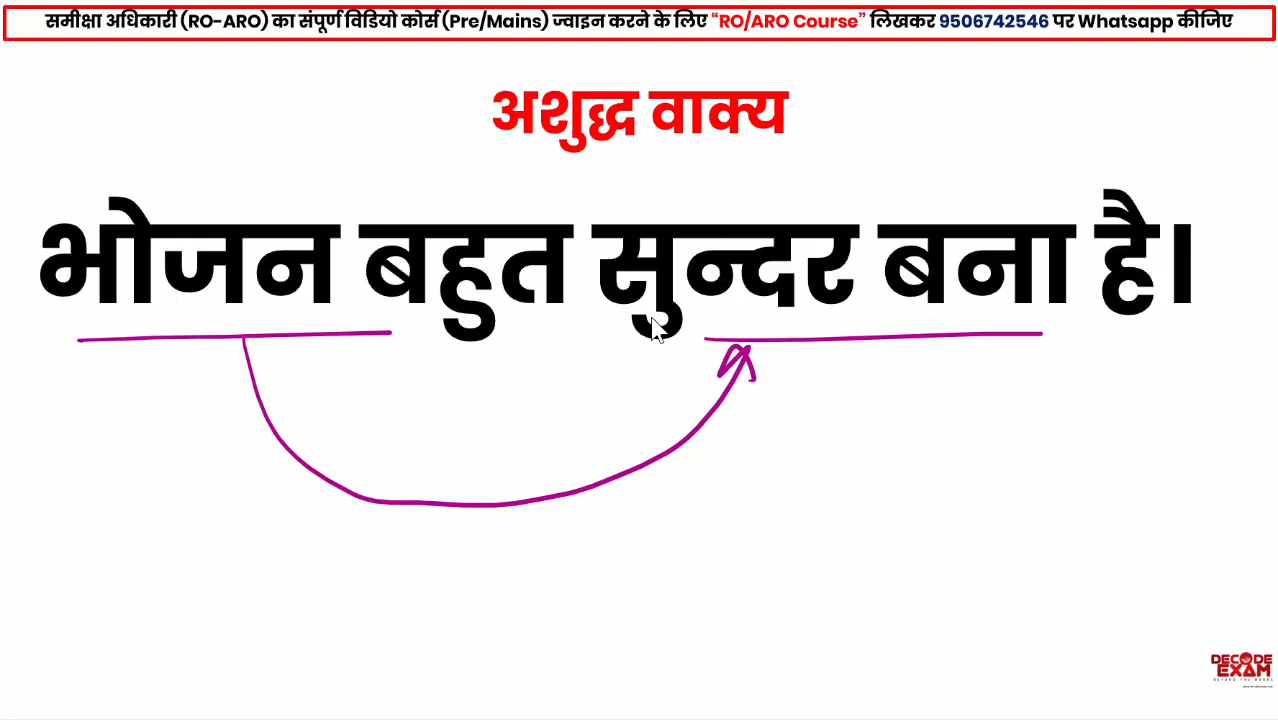 समीक्षा अधिकारी (RO-ARO) का संपूर्ण विडियो कोर्स (Pre/Mains) ज्वाइन करने के लिए “RO/ARO Course” लिखकर 9506742546 पर Whatsapp कीजिए
अशुद्ध वाक्य
भोजन बहुत सुन्दर बना है।
DECODE
EXAM